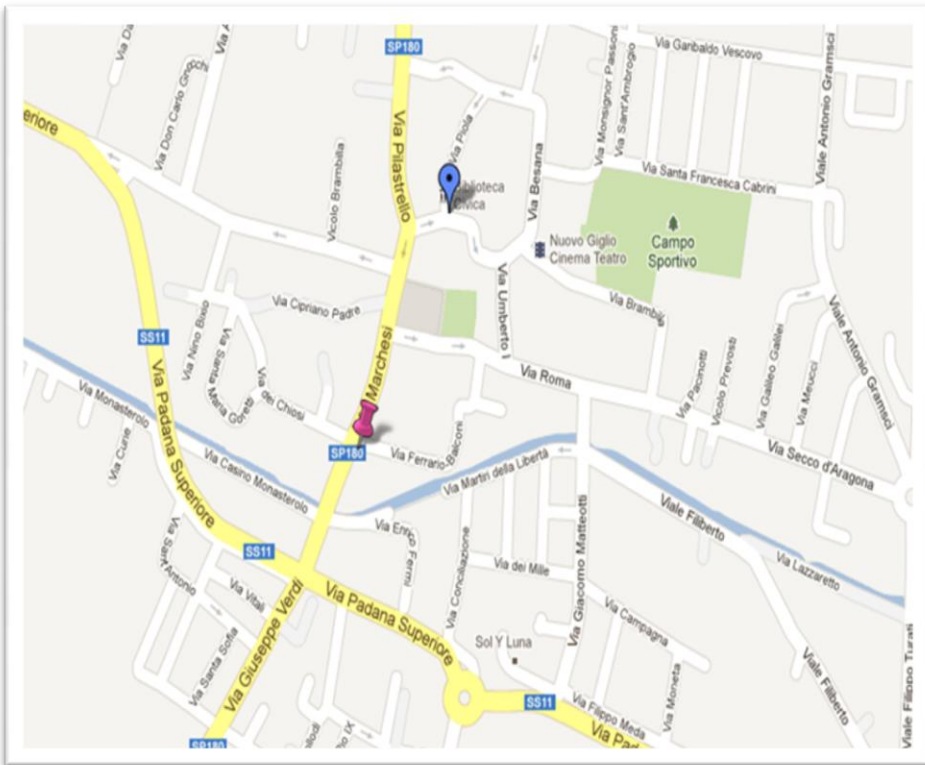 SP180
Via Garibaldo Vescovo
Viale Antonio Gramsci
Via Monsignor Passoni
Via Sant'Ambrogio
Via Don Carlo Gnocchi
eriore
Via Piola
Via Pilastrello
Vicolo Brambilla
Via Besana
Via Santa Francesca Cabrini
Biblioteca
Civica
Nuovo Giglio
Cinema Teatro
Campo
Sportivo
Via Umberto I
Via Brambilla
Via Cipriano Padre
Via Nino Bixio
Via Santa
Maria Goretti
SS11
Marchesi
Via Roma
Via Galileo Galilei
Viale Antonio Gramsci
Via Pacinotti
Vicolo Prevosti
Via Meucci
Via dei Chiosi
Via Monasterolo
Via Curie
Via Padana Superiore
SP180
Via Ferrario
Balconi
Via Secco d'Aragona
Via Casino Monasterolo
Via Martiri della Libertà
Via Enrico Fermi
Viale Filiberto
Via Lazzaretto
SS11
Via Sant'Antonio
Via Vitali
Via Conciliazione
Via dei Mille
Via Giacomo Matteotti
Via Campagna
Via Padana Superiore
Via Giuseppe Verdi
Via Santa Sofia
Sol Y Luna
Viale Filiberto
Viale Filippo Turati
Via Moneta
SS11
Via Filippo Meda
SP180